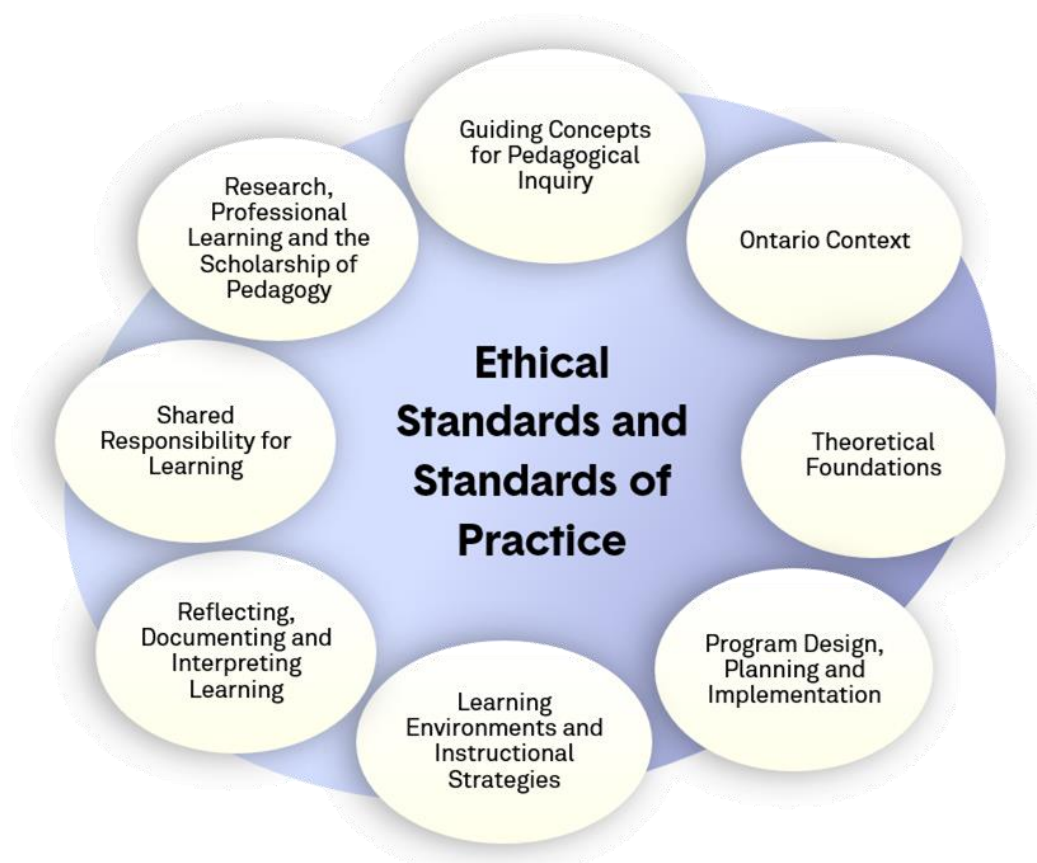 Guiding Concepts
for Pedagogical
Inquiry
Ontario Context
Theoretical
Foundations
Program Design,
Planning and
Implementation
Learning
Environments and
Instructional
Strategies
Reflecting,
Documenting and
Interpreting
Learning
Shared
Responsibility for
Learning
Research,
Professional
Learning and the
Scholarship of
Pedagogy
Ethical
Standards and
Standards of
Practice